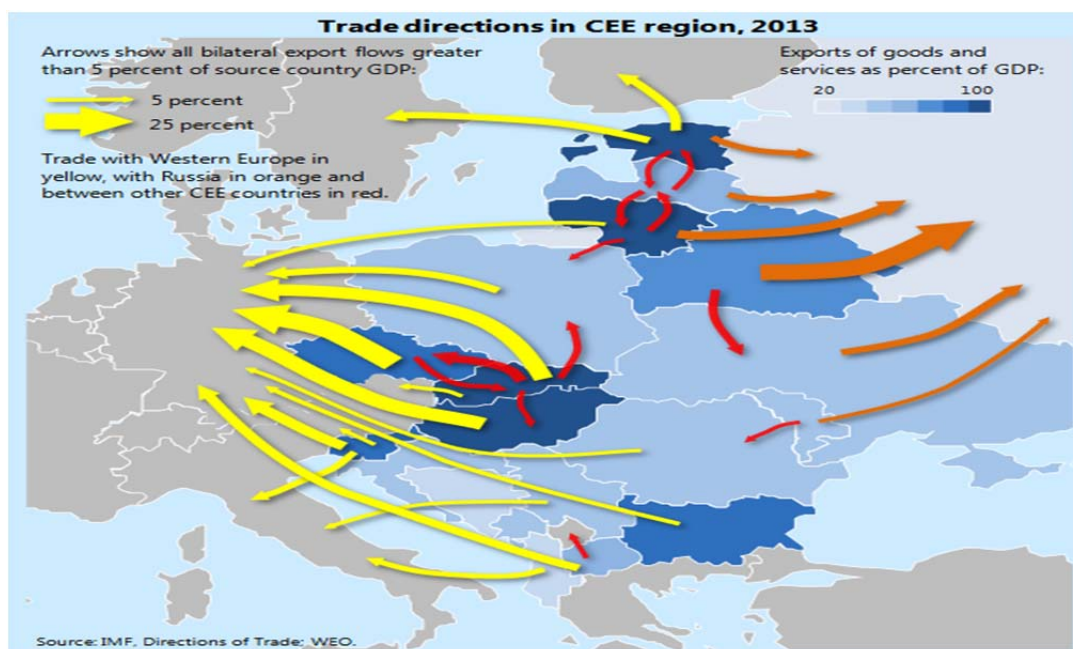 Trade directions in CEE region, 2013
Arrows show all bilateral export flows greater
than 5 percent of source country GDP:
5 percent
25 percent
Trade with Western Europe in
yellow, with Russia in orange and
between other CEE countries in red.
Exports of goods and
services as percent of GDP:
20 100
Source: IMF, Directions of Trade; WEO.